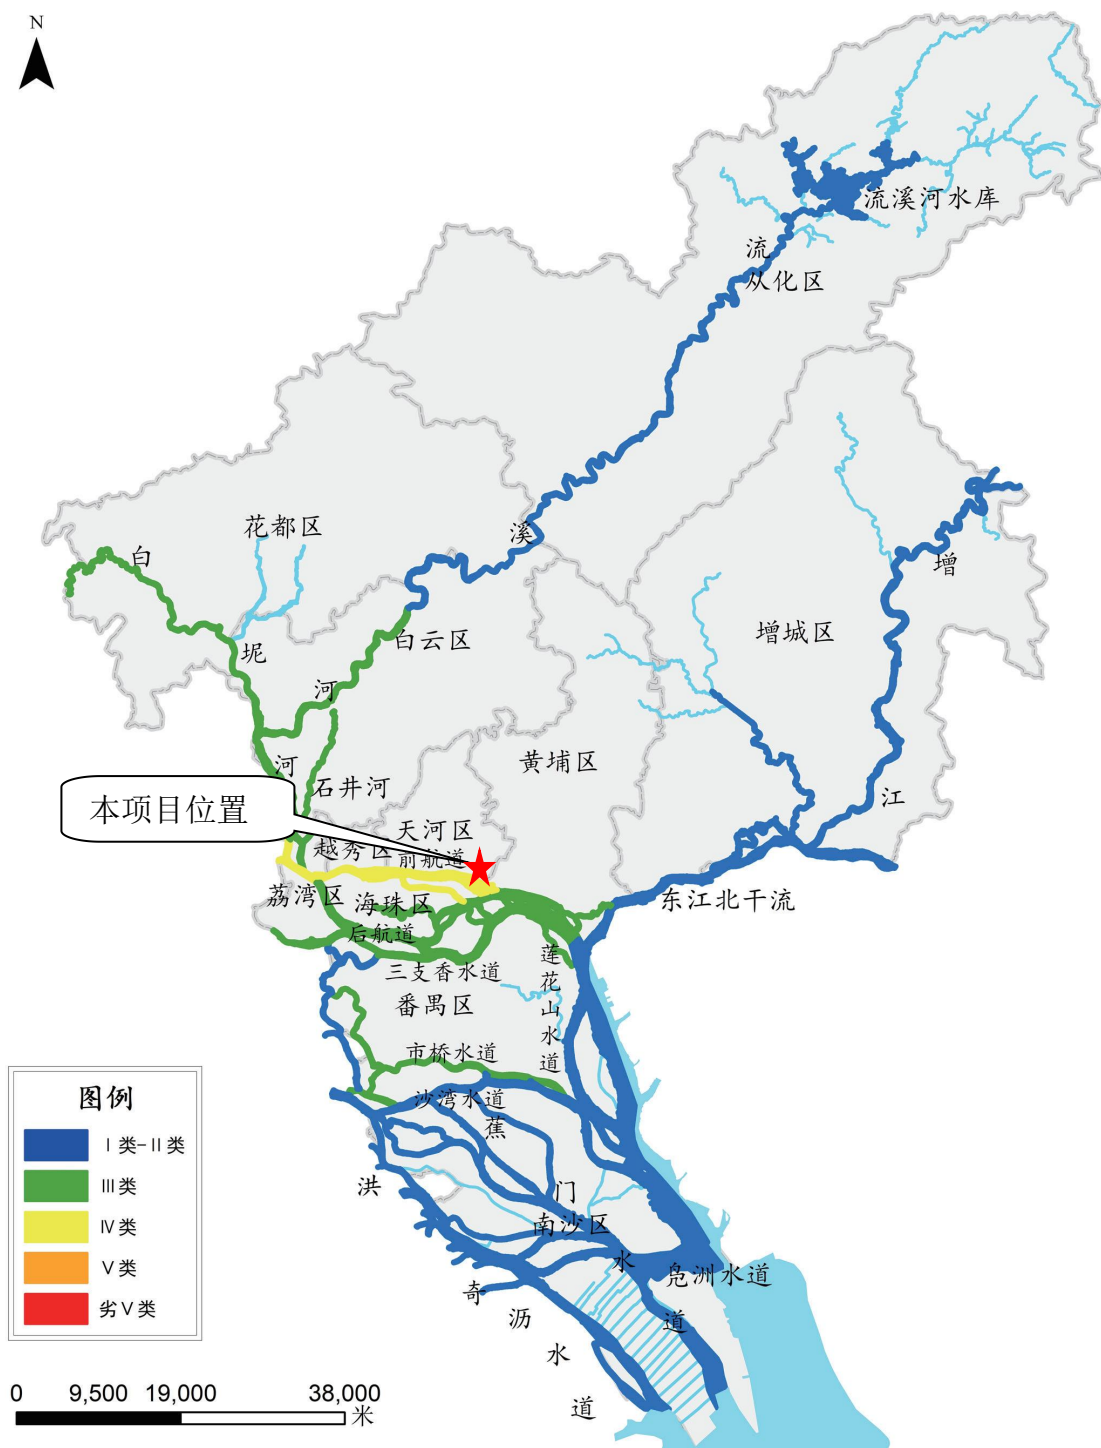 N
流溪河水库
流
从化区
溪
花都区
白
增
坭
白云区
增城区
河
河
黄埔区
石井河
江
本项目位置
天河区
越秀区
前航道
荔湾区
海珠区
东江北干流
后航道
莲花山水道
三支香水道
番禺区
市桥水道
沙湾水道
蕉
门
洪
南沙区
水
凫洲水道
奇
沥
道
水
道
图例
Ⅰ类-Ⅱ类
Ⅲ类
Ⅳ类
Ⅴ类
劣Ⅴ类
0 9,500 19,000 38,000
米